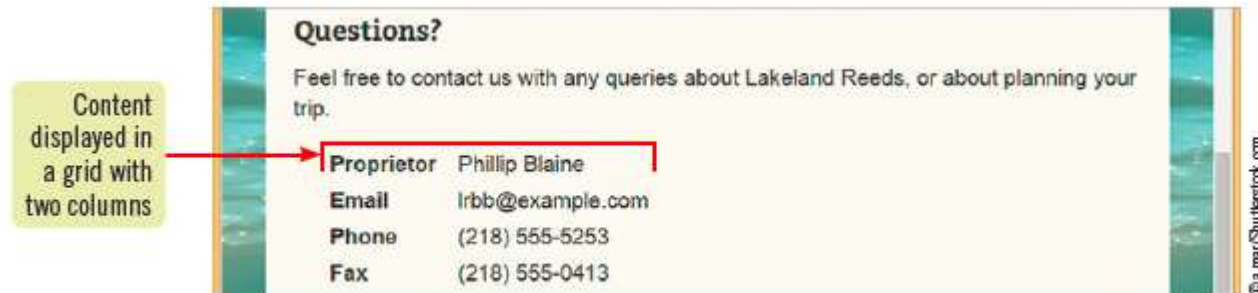 Questions?
Feel free to contact us with any queries about Lakeland Reeds, or about planning your
trip.
Content
displayed in
a grid with
two columns
Proprietor Phillip Blaine
Email lrbb@example.com
Phone (218) 555-5253
Fax (218) 555-0413